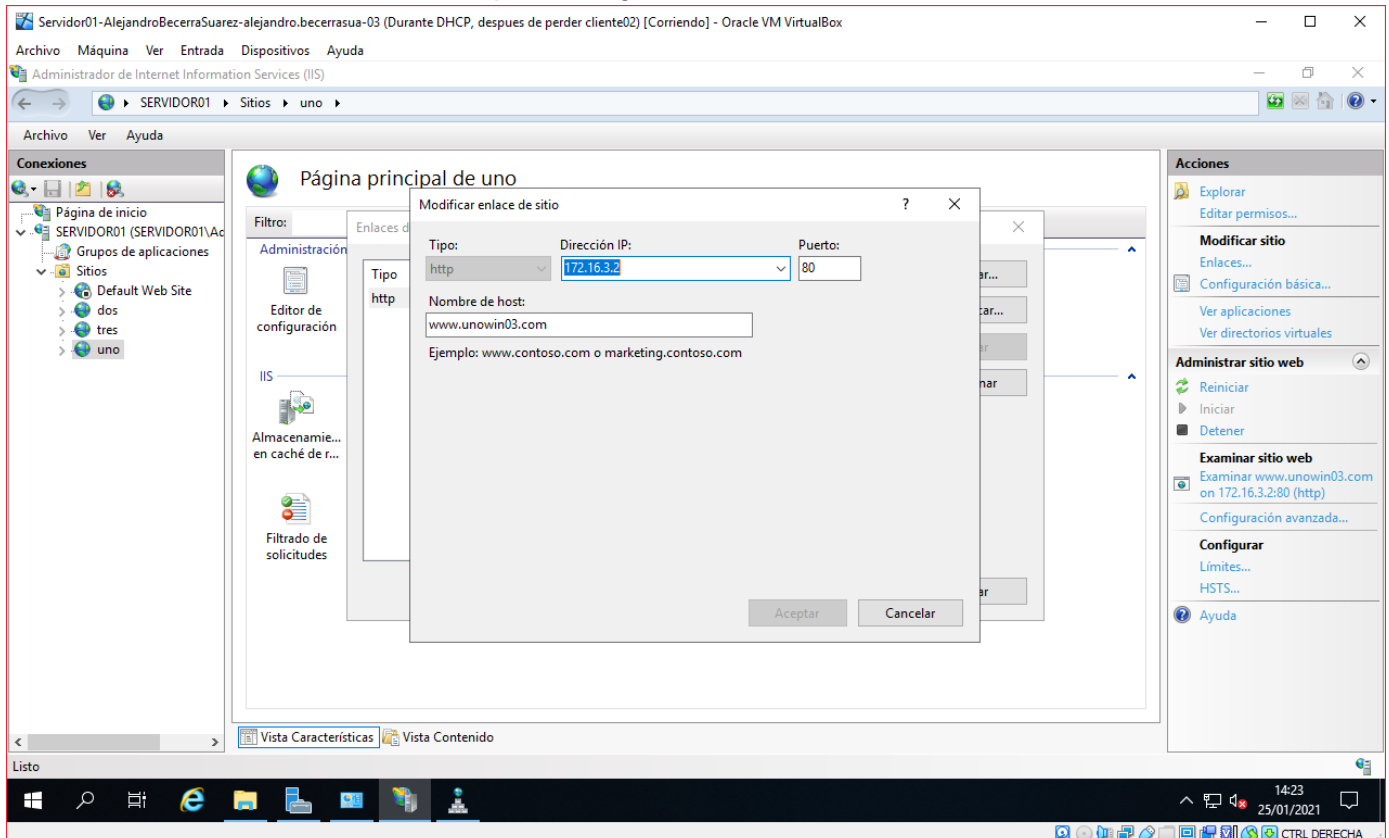 Servidor01-AlejandroBecerraSuarez-alejandro.becerrasua-03 (Durante DHCP, despues de perder cliente02) [Corriendo] - Oracle VM VirtualBox
Archivo Máquina Ver Entrada Dispositivos Ayuda
Administrador de Internet Information Services (IIS)
SERVIDOR01 Sitios uno
Archivo Ver Ayuda
Conexiones
Página de inicio
SERVIDOR01 (SERVIDOR01\Ad
Grupos de aplicaciones
Sitios
Default Web Site
dos
tres
uno
Página principal de uno
Filtro:
Administración
Editor de
configuración
IIS
Almacenamie...
en caché de r...
Filtrado de
solicitudes
Enlaces d
Tipo
http
ar...
car...
ar
nar
ar
Modificar enlace de sitio ?
Tipo: Dirección IP: Puerto:
http 172.16.3.2 80
Nombre de host:
www.unowin03.com
Ejemplo: www.contoso.com o marketing.contoso.com
Aceptar Cancelar
Vista Características Vista Contenido
Acciones
Explorar
Editar permisos...
Modificar sitio
Enlaces...
Configuración básica...
Ver aplicaciones
Ver directorios virtuales
Administrar sitio web
Reiniciar
Iniciar
Detener
Examinar sitio web
Examinar www.unowin03.com
on 172.16.3.2:80 (http)
Configuración avanzada...
Configurar
Límites...
HSTS...
Ayuda
Listo
14:23
25/01/2021
CTRL DERECHA